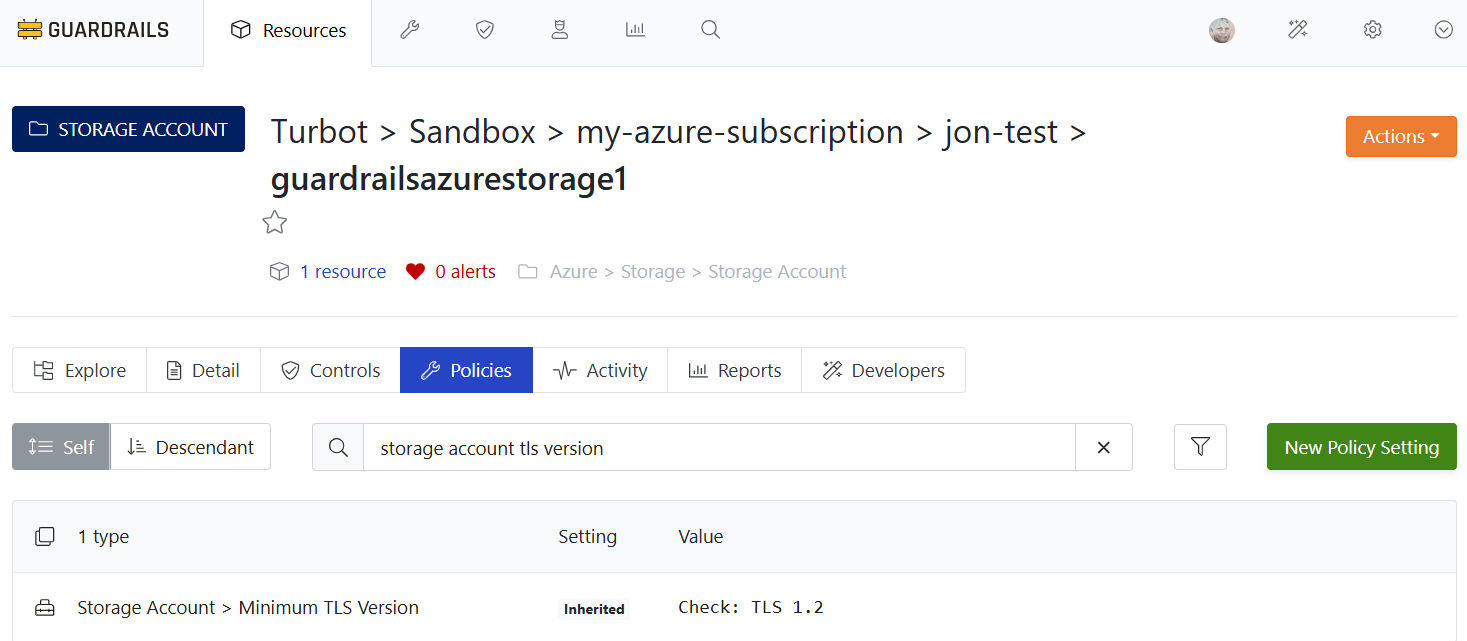 GUARDRAILS Resources
STORAGE ACCOUNT Turbot > Sandbox > my-azure-subscription > jon-test > Actions
guardrailsazurestorage1
1 resource 0 alerts Azure > Storage > Storage Account
Explore Detail Controls Policies Activity Reports Developers
Self Descendant storage account tls version New Policy Setting
1 type Setting Value
Storage Account > Minimum TLS Version Inherited Check: TLS 1.2